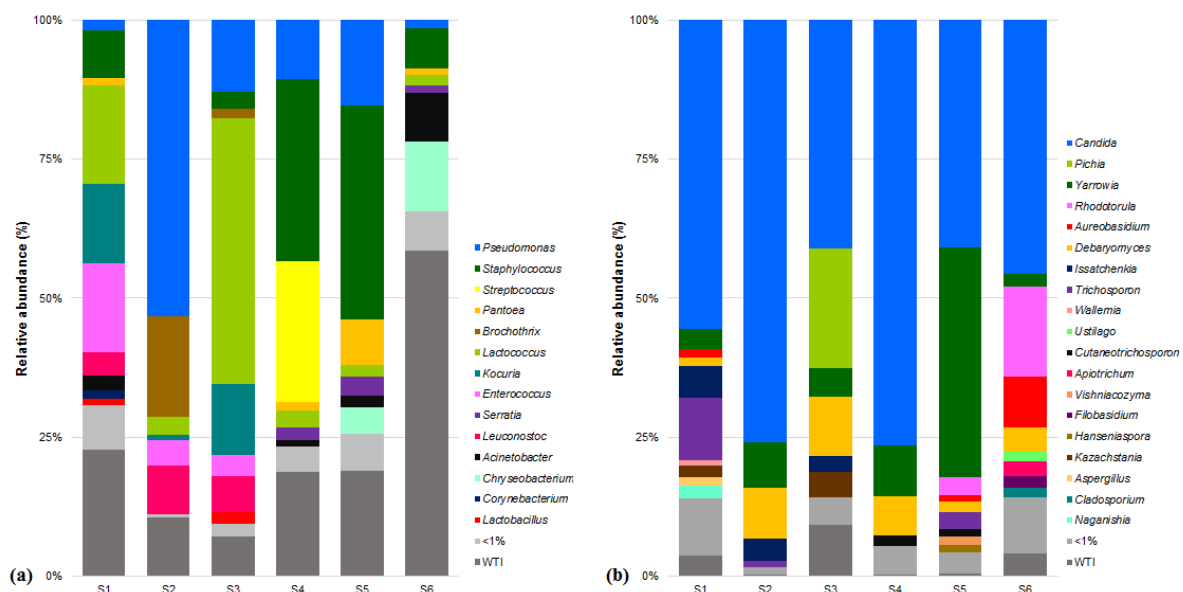 100%
75%
50%
25%
0%
Relative abundance (%)
S1 S2 S3 S4 S5 S6
(a)
Pseudomonas
Staphylococcus
Streptococcus
Pantoea
Brochothrix
Lactococcus
Kocuria
Enterococcus
Serratia
Leuconostoc
Acinetobacter
Chryseobacterium
Corynebacterium
Lactobacillus
<1%
WTI
100%
75%
50%
25%
0%
Relative abundance (%)
S1 S2 S3 S4 S5 S6
(b)
Candida
Pichia
Yarrowia
Rhodotorula
Aureobasidium
Debaryomyces
Issatchenkia
Trichosporon
Wallemia
Ustilago
Cutaneotrichosporon
Apiotrichum
Vishniacozyma
Filobasidium
Hanseniaspora
Kazachstania
Aspergillus
Cladosporium
Naganishia
<1%
WTI